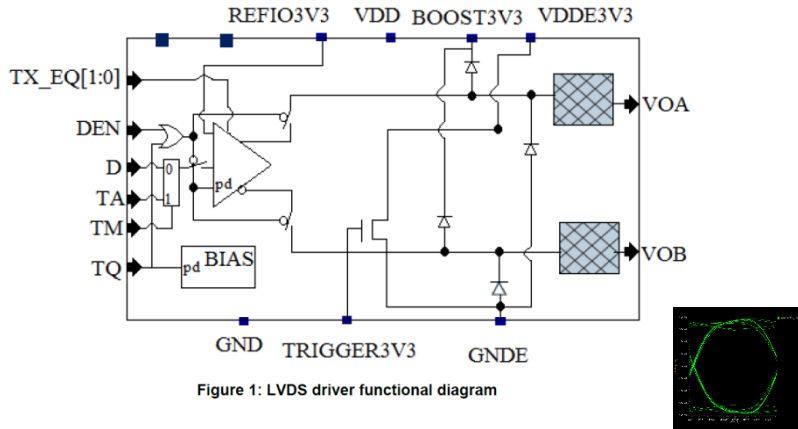 REFIO3V3 VDD BOOST3V3 VDDE3V3
TX_EQ[1:0]
VOA
DEN
D 0
pd
TA 1
TM
VOB
TQ pd BIAS
GND TRIGGER3V3 GNDE
Figure 1: LVDS driver functional diagram